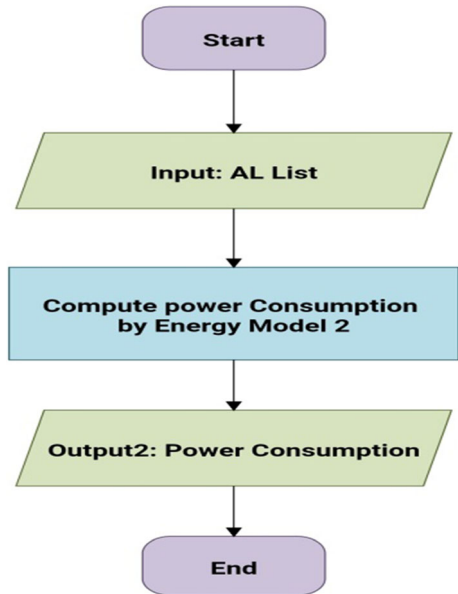 Start
Input: AL List
Compute power Consumption
by Energy Model 2
Output2: Power Consumption
End